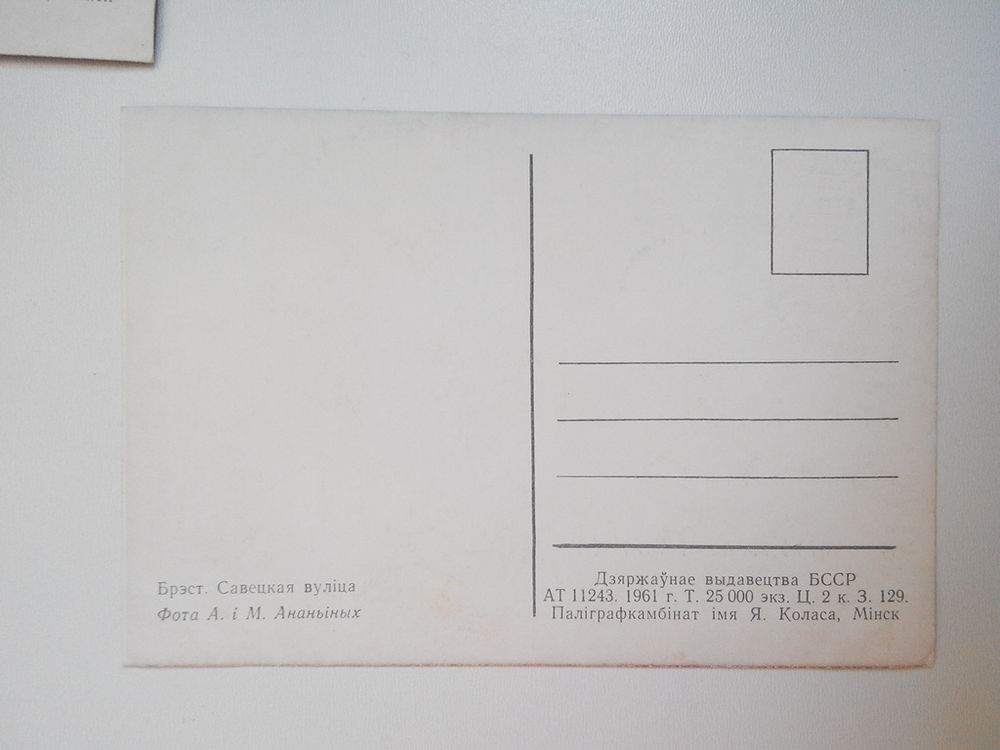 Брэст. Савецкая вуліца
Фота А. і М. Ананьіных
Дзяржаўнае выдавецтва БССР
АТ 11243. 1961 г. Т. 25 000 экз. Ц. 2 к. З. 129.
Паліграфкамбінат імя Я. Коласа, Мінск